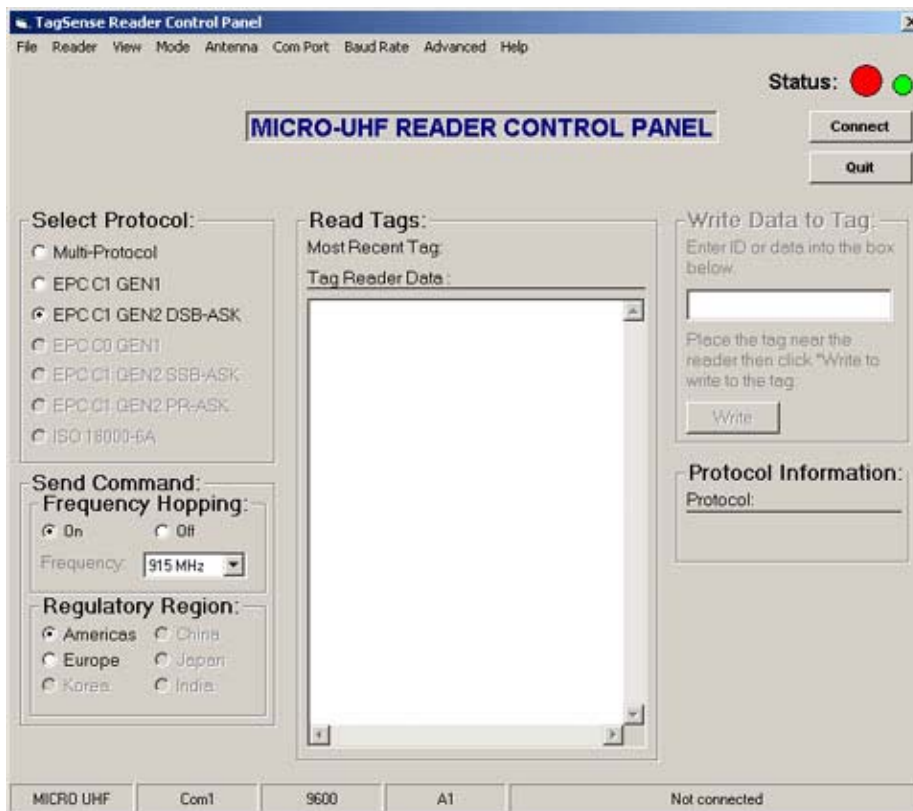 TagSense Reader Control Panel
File Reader View Mode Antenna Com Port Baud Rate Advanced Help
Status:
MICRO-UHF READER CONTROL PANEL
Connect
Quit
Select Protocol:
Multi-Protocol
EPC C1 GEN1
EPC C1 GEN2 DSB-ASK
EPC C0 GEN1
EPC C1 GEN2 SSB-ASK
EPC C1 GEN2 PR-ASK
ISO 18000-6A
Send Command:
Frequency Hopping:
On Off
Frequency: 915 MHz
Regulatory Region:
Americas China
Europe Japan
Korea India
Read Tags:
Most Recent Tag:
Tag Reader Data :
Write Data to Tag:
Enter ID or data into the box
below.
Place the tag near the
reader then click "Write to
write to the tag.
Write
Protocol Information:
Protocol:
MICRO UHF Com1 9600 A1 Not connected